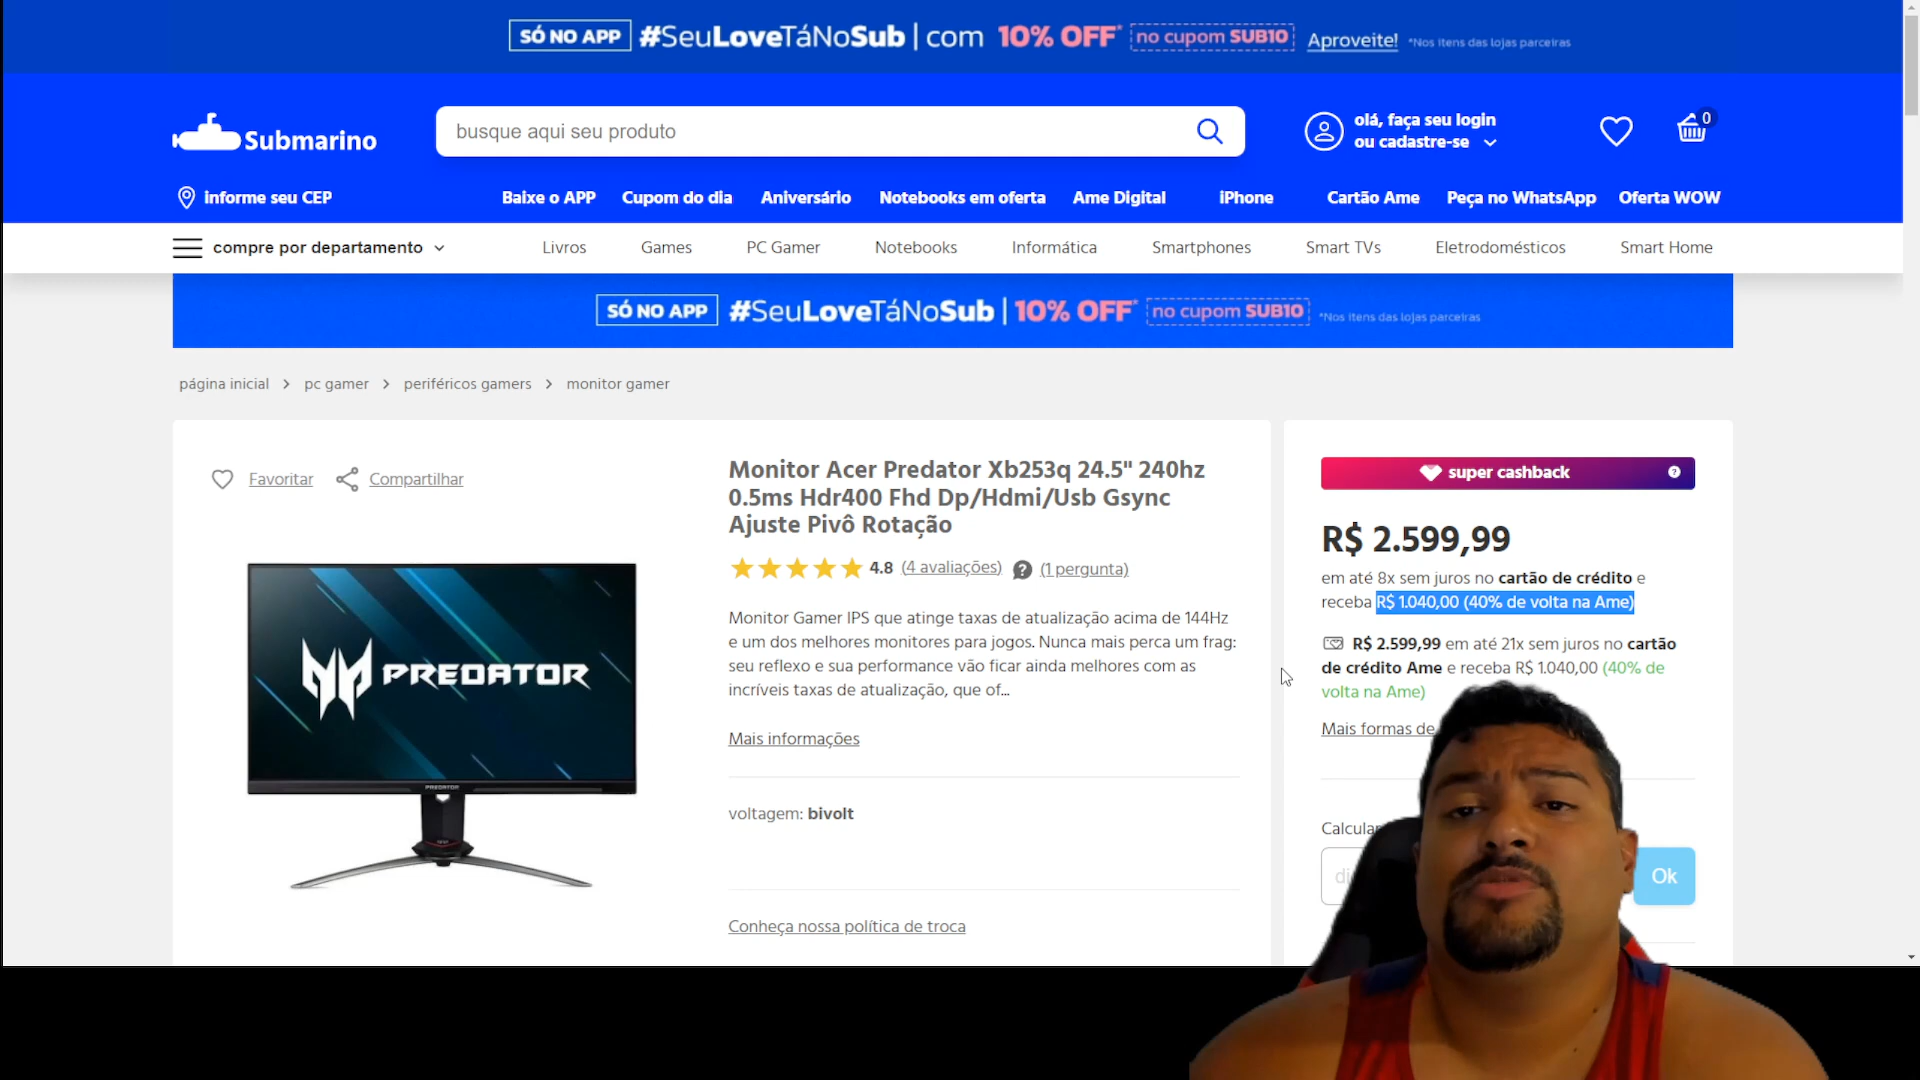 SÓ NO APP #SeuLoveTáNoSub | com 10% OFF* no cupom SUB10 Aproveite! *Nos itens das lojas parceiras
Submarino
busque aqui seu produto
olá, faça seu login
ou cadastre-se
0
informe seu CEP
Baixe o APP Cupom do dia Aniversário Notebooks em oferta Ame Digital iPhone Cartão Ame Peça no WhatsApp Oferta WOW
compre por departamento Livros Games PC Gamer Notebooks Informática Smartphones Smart TVs Eletrodomésticos Smart Home
SÓ NO APP #SeuLoveTáNoSub | 10% OFF* no cupom SUB10 *Nos itens das lojas parceiras
página inicial > pc gamer > periféricos gamers > monitor gamer
Favoritar Compartilhar
PREDATOR
PREDATOR
Monitor Acer Predator Xb253q 24.5" 240hz
0.5ms Hdr400 Fhd Dp/Hdmi/Usb Gsync
Ajuste Pivô Rotação
4.8 (4 avaliações) ? (1 pergunta)
Monitor Gamer IPS que atinge taxas de atualização acima de 144Hz
e um dos melhores monitores para jogos. Nunca mais perca um frag:
seu reflexo e sua performance vão ficar ainda melhores com as
incríveis taxas de atualização, que of...
Mais informações
voltagem: bivolt
Conheça nossa política de troca
super cashback ?
R$ 2.599,99
em até 8x sem juros no cartão de crédito e
receba R$ 1.040,00 (40% de volta na Ame)
R$ 2.599,99 em até 21x sem juros no cartão
de crédito Ame e receba R$ 1.040,00 (40% de
volta na Ame)
Mais formas de
Calcular
Ok